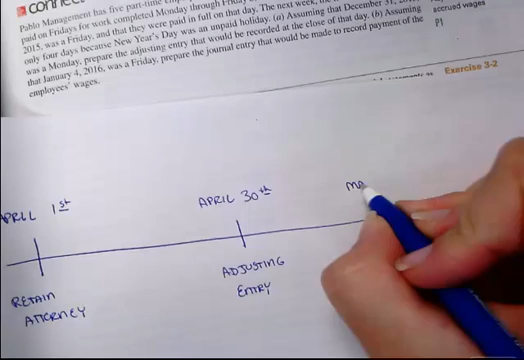 connect
Pablo Management has five part-time
paid on Fridays for work completed Monday through Friday
2015, was a Friday, and that they were paid in full on that day. The next week, the
only four days because New Year's Day was an unpaid holiday. (a) Assuming that December 31,
was a Monday, prepare the adjusting entry that would be recorded at the close of that day. (b) Assuming
that January 4, 2016, was a Friday, prepare the journal entry that would be made to record payment of the
employees' wages.
accrued wages
P1
Exercise 3-2
APRIL 1st
APRIL 30th
MA
RETAIN
ATTORNEY
ADJUSTING
ENTRY